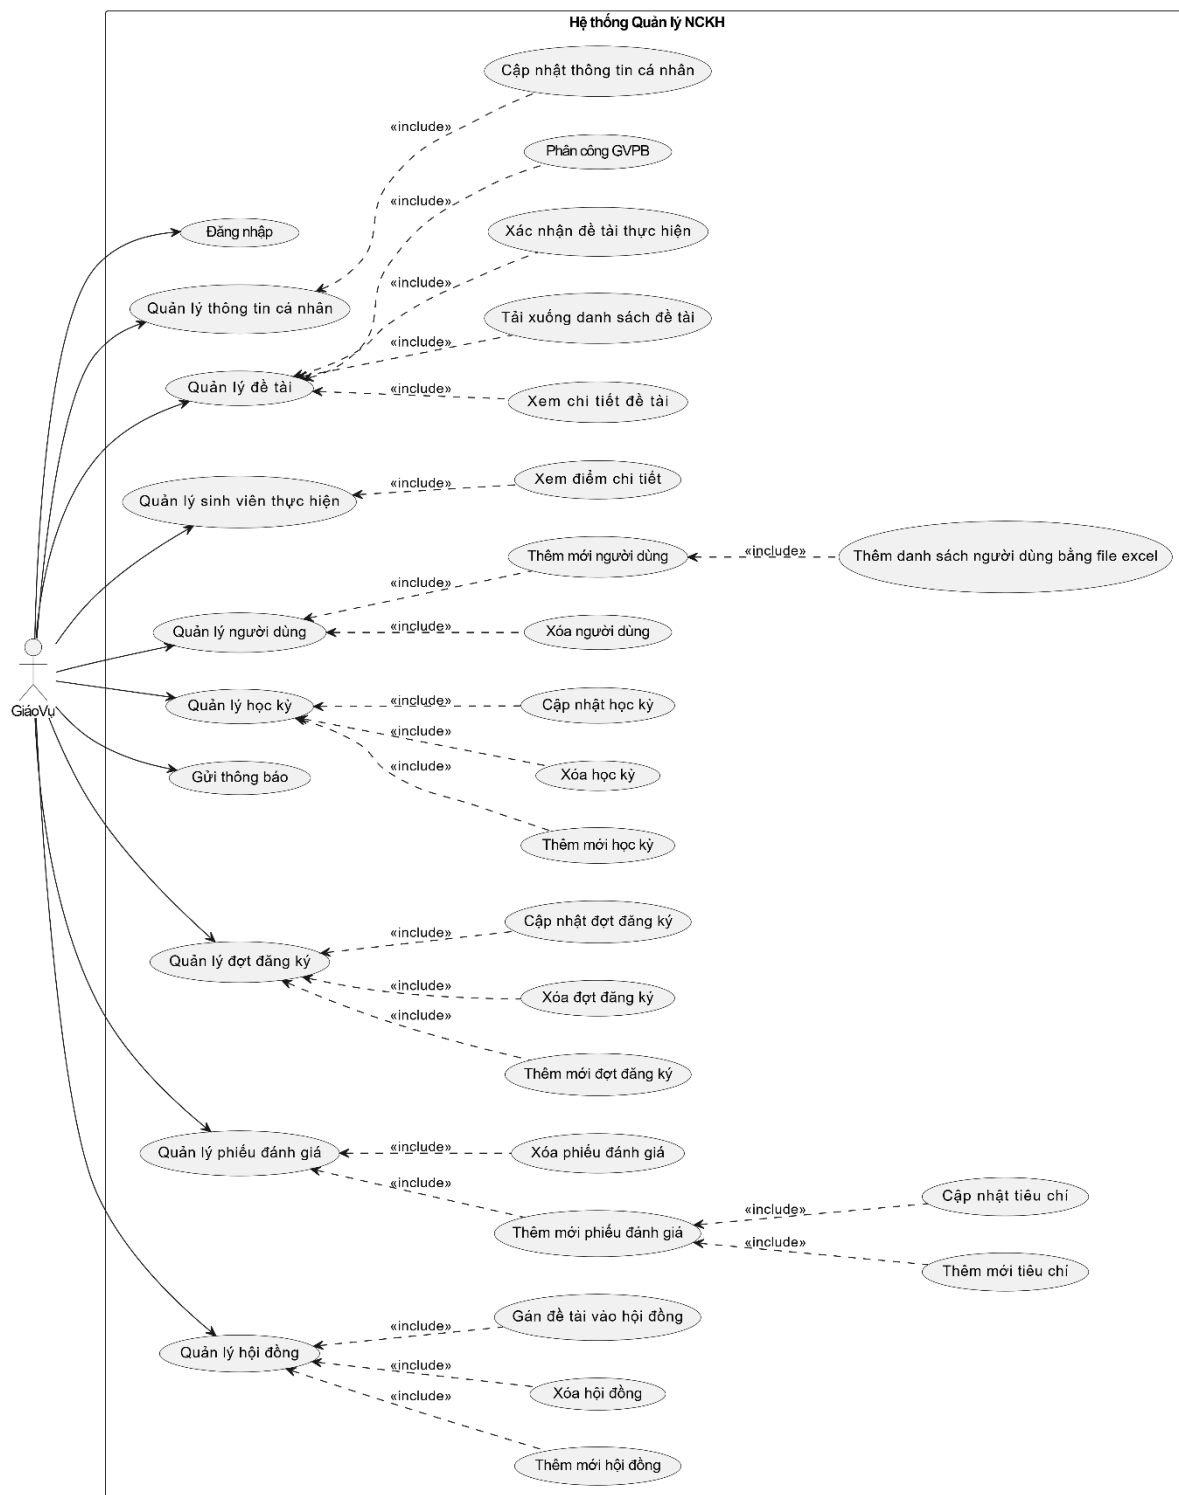 Hệ thống Quản lý NCKH
Cập nhật thông tin cá nhân
«include»
Phân công GVPB
«include»
Đăng nhập
Xác nhận đề tài thực hiện
«include»
Quản lý thông tin cá nhân
Tải xuống danh sách đề tài
«include»
Quản lý đề tài
«include»
Xem chi tiết đề tài
Quản lý sinh viên thực hiện
«include»
Xem điểm chi tiết
Thêm mới người dùng
«include»
Thêm danh sách người dùng bằng file excel
«include»
Quản lý người dùng
«include»
Xóa người dùng
GiáoVụ
Quản lý học kỳ
«include»
Cập nhật học kỳ
«include»
Xóa học kỳ
«include»
Gửi thông báo
Thêm mới học kỳ
Cập nhật đợt đăng ký
«include»
Quản lý đợt đăng ký
«include»
Xóa đợt đăng ký
«include»
Thêm mới đợt đăng ký
Quản lý phiếu đánh giá
«include»
Xóa phiếu đánh giá
«include»
Thêm mới phiếu đánh giá
«include»
Cập nhật tiêu chí
«include»
Thêm mới tiêu chí
Gán đề tài vào hội đồng
«include»
Quản lý hội đồng
«include»
Xóa hội đồng
«include»
Thêm mới hội đồng